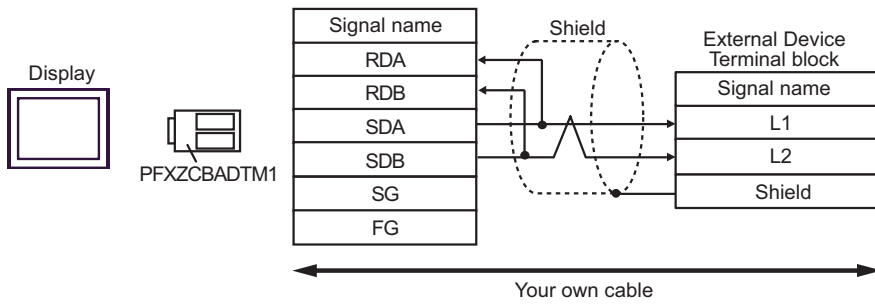 Display
PFXZCBADTM1
Signal name
RDA
RDB
SDA
SDB
SG
FG
Shield
External Device
Terminal block
Signal name
L1
L2
Shield
Your own cable